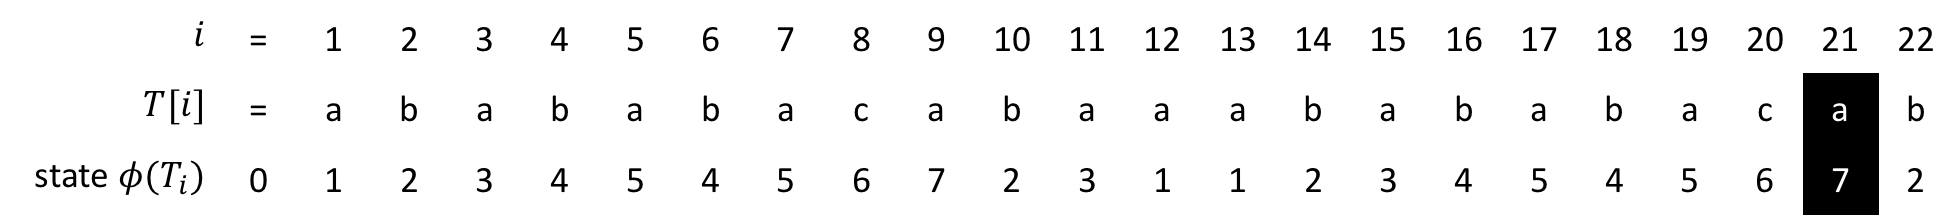 i = 1 2 3 4 5 6 7 8 9 10 11 12 13 14 15 16 17 18 19 20 21 22
T[i] = a b a b a b a c a b a a a b a b a b a c a b
state ϕ(Tᵢ) 0 1 2 3 4 5 4 5 6 7 2 3 1 1 2 3 4 5 4 5 6 7 2